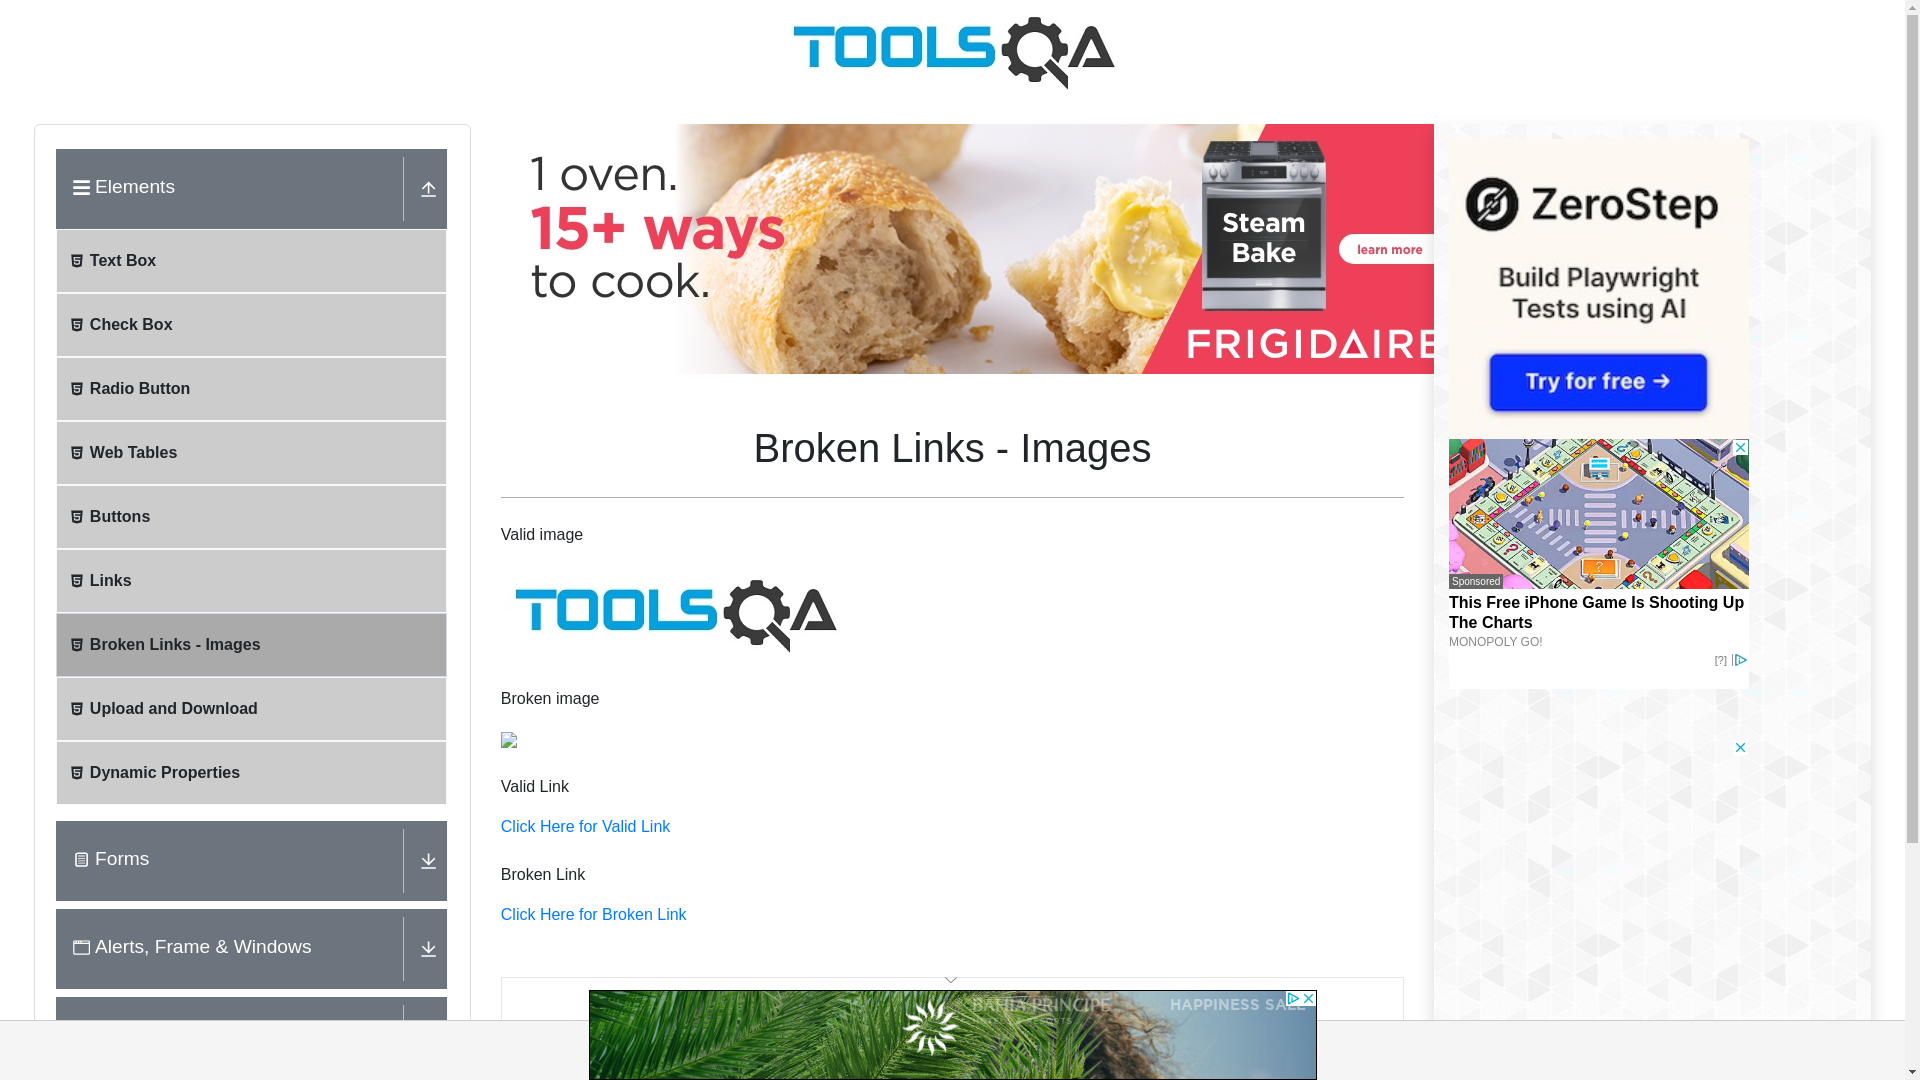 TOOLSQA
Elements
Text Box
Check Box
Radio Button
Web Tables
Buttons
Links
Broken Links - Images
Upload and Download
Dynamic Properties
Forms
Alerts, Frame & Windows
1 oven.
15+ ways
to cook.
Steam
Bake
learn more
FRIGIDAIRE
Broken Links - Images
Valid image
TOOLSQA
Broken image
Valid Link
Click Here for Valid Link
Broken Link
Click Here for Broken Link
ZeroStep
Build Playwright
Tests using AI
Try for free →
Sponsored
This Free iPhone Game Is Shooting Up
The Charts
MONOPOLY GO!
[?]
BAHIA PRINCIPE
HAPPINESS SALE